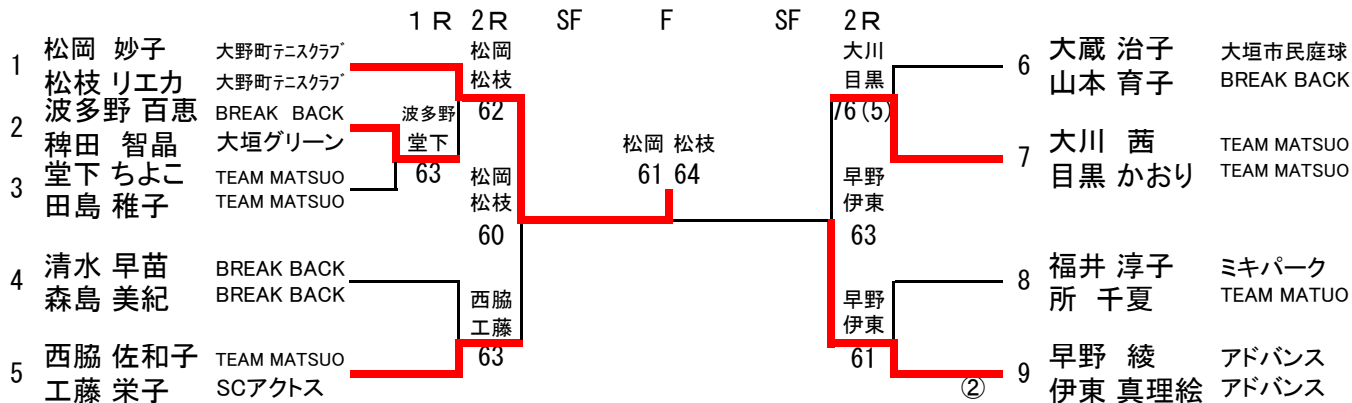 1 R 2R SF F SF 2R
1 松岡 妙子 大野町テニスクラブ
松枝 リエカ 大野町テニスクラブ
2 波多野 百恵 BREAK BACK
稗田 智晶 大垣グリーン
3 堂下 ちよこ TEAM MATSUO
田島 稚子 TEAM MATSUO
4 清水 早苗 BREAK BACK
森島 美紀 BREAK BACK
5 西脇 佐和子 TEAM MATSUO
工藤 栄子 SCアクトス
波多野
堂下
63
松岡
松枝
62
松岡
松枝
60
西脇
工藤
63
松岡 松枝
61 64
大川
目黒
76(5)
早野
伊東
63
早野
伊東
61
6 大蔵 治子 大垣市民庭球
山本 育子 BREAK BACK
7 大川 茜 TEAM MATSUO
目黒 かおり TEAM MATSUO
8 福井 淳子 ミキパーク
所 千夏 TEAM MATUO
9 早野 綾 アドバンス
② 伊東 真理絵 アドバンス